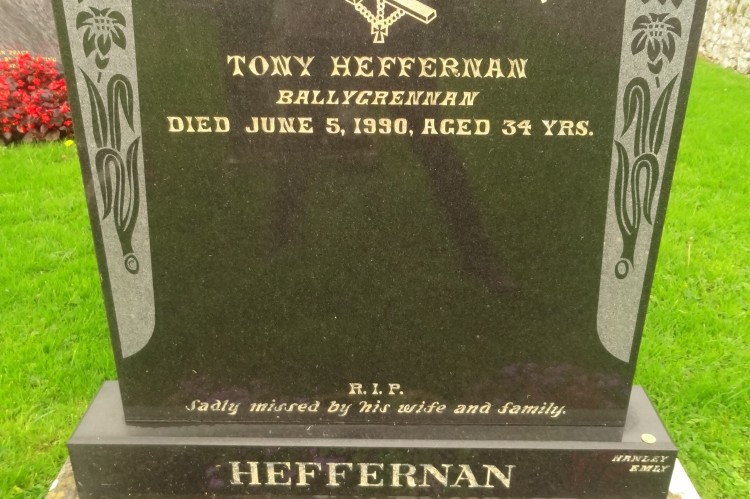 TONY HEFFERNAN
BALLYGRENNAN
DIED JUNE 5, 1990, AGED 34 YRS.
R.I.P.
Sadly missed by his wife and family.
HEFFERNAN
HANLEY
EMLY